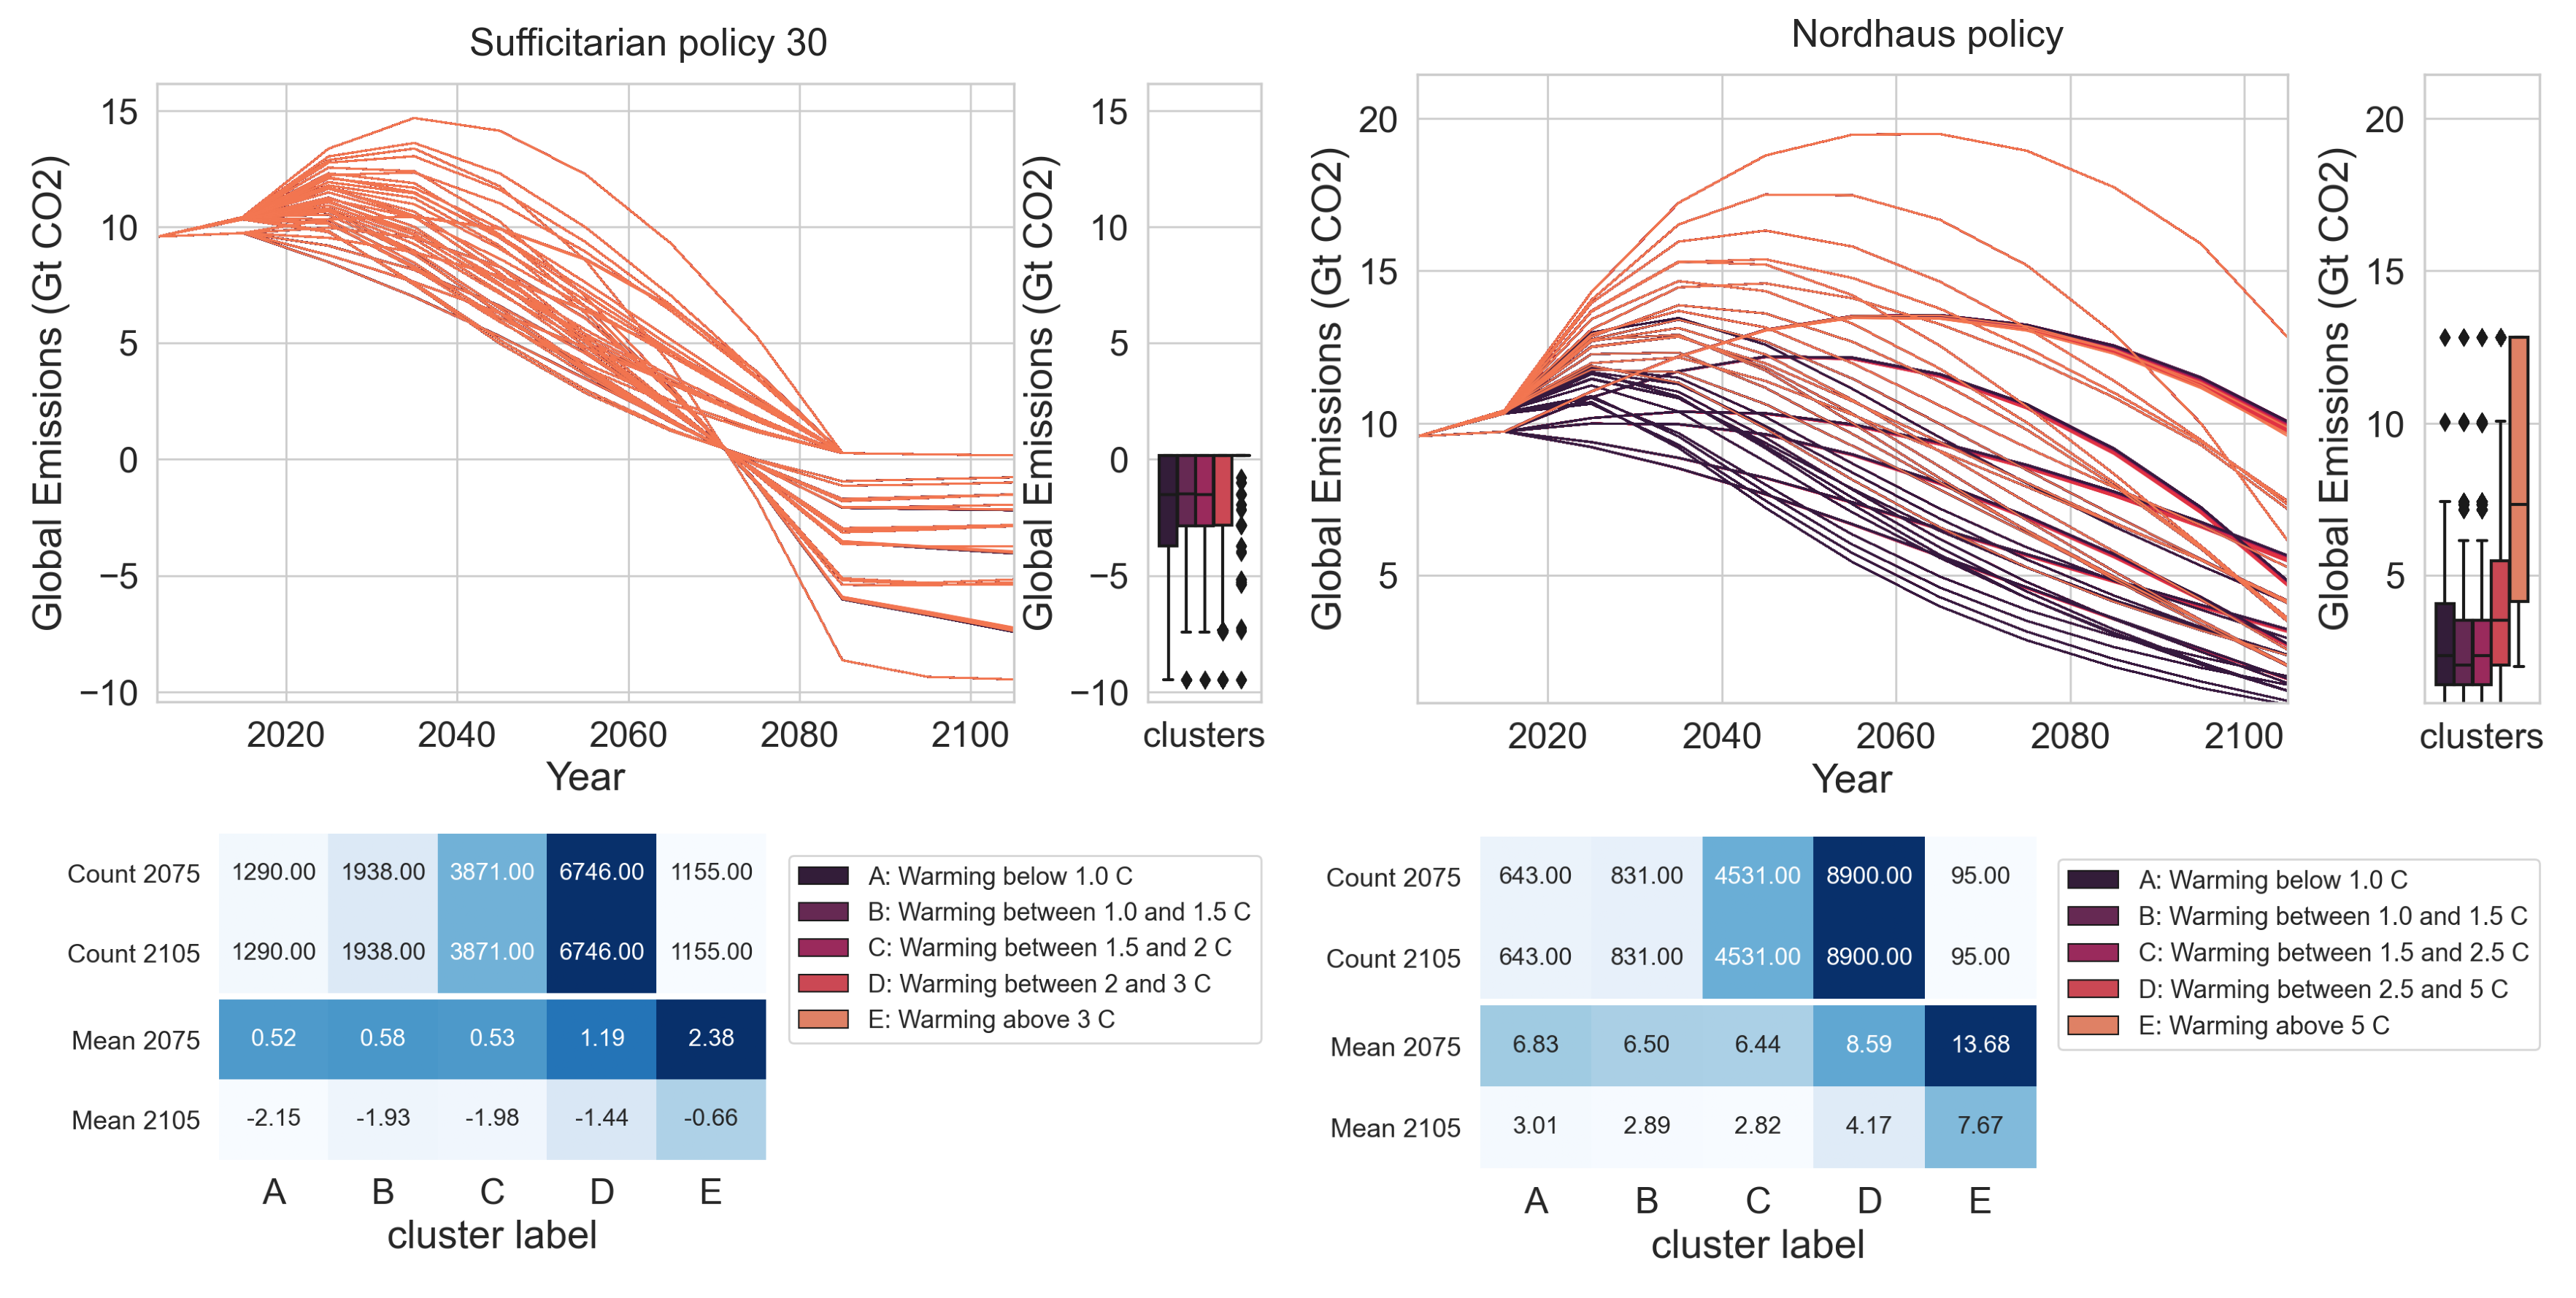 Sufficitarian policy 30
Global Emissions (Gt CO2)
15
10
5
0
−5
−10
2020 2040 2060 2080 2100
Year
Global Emissions (Gt CO2)
15
10
5
0
−5
−10
clusters
Count 2075 1290.00 1938.00 3871.00 6746.00 1155.00
Count 2105 1290.00 1938.00 3871.00 6746.00 1155.00
Mean 2075 0.52 0.58 0.53 1.19 2.38
Mean 2105 -2.15 -1.93 -1.98 -1.44 -0.66
A B C D E
cluster label
A: Warming below 1.0 C
B: Warming between 1.0 and 1.5 C
C: Warming between 1.5 and 2 C
D: Warming between 2 and 3 C
E: Warming above 3 C
Nordhaus policy
Global Emissions (Gt CO2)
20
15
10
5
2020 2040 2060 2080 2100
Year
Global Emissions (Gt CO2)
20
15
10
5
clusters
Count 2075 643.00 831.00 4531.00 8900.00 95.00
Count 2105 643.00 831.00 4531.00 8900.00 95.00
Mean 2075 6.83 6.50 6.44 8.59 13.68
Mean 2105 3.01 2.89 2.82 4.17 7.67
A B C D E
cluster label
A: Warming below 1.0 C
B: Warming between 1.0 and 1.5 C
C: Warming between 1.5 and 2.5 C
D: Warming between 2.5 and 5 C
E: Warming above 5 C